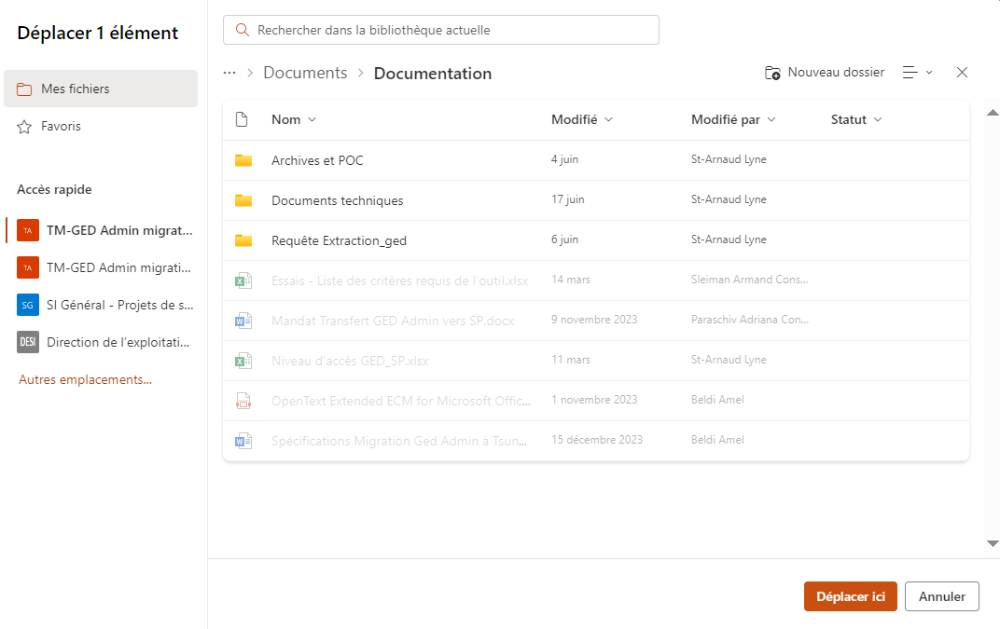 Déplacer 1 élément
Mes fichiers
Favoris
Accès rapide
TA TM-GED Admin migrat...
TA TM-GED Admin migrati...
SG SI Général - Projets de s...
DESI Direction de l'exploitati...
Autres emplacements...
Rechercher dans la bibliothèque actuelle
... > Documents > Documentation
Nouveau dossier
Nom Modifié Modifié par Statut
Archives et POC 4 juin St-Arnaud Lyne
Documents techniques 17 juin St-Arnaud Lyne
Requête Extraction_ged 6 juin St-Arnaud Lyne
Essais - Liste des critères requis de l'outil.xlsx 14 mars Sleiman Armand Cons...
Mandat Transfert GED Admin vers SP.docx 9 novembre 2023 Paraschiv Adriana Con...
Niveau d'accès GED_SP.xlsx 11 mars St-Arnaud Lyne
OpenText Extended ECM for Microsoft Offic... 1 novembre 2023 Beldi Amel
Spécifications Migration Ged Admin à Tsun... 15 décembre 2023 Beldi Amel
Déplacer ici Annuler